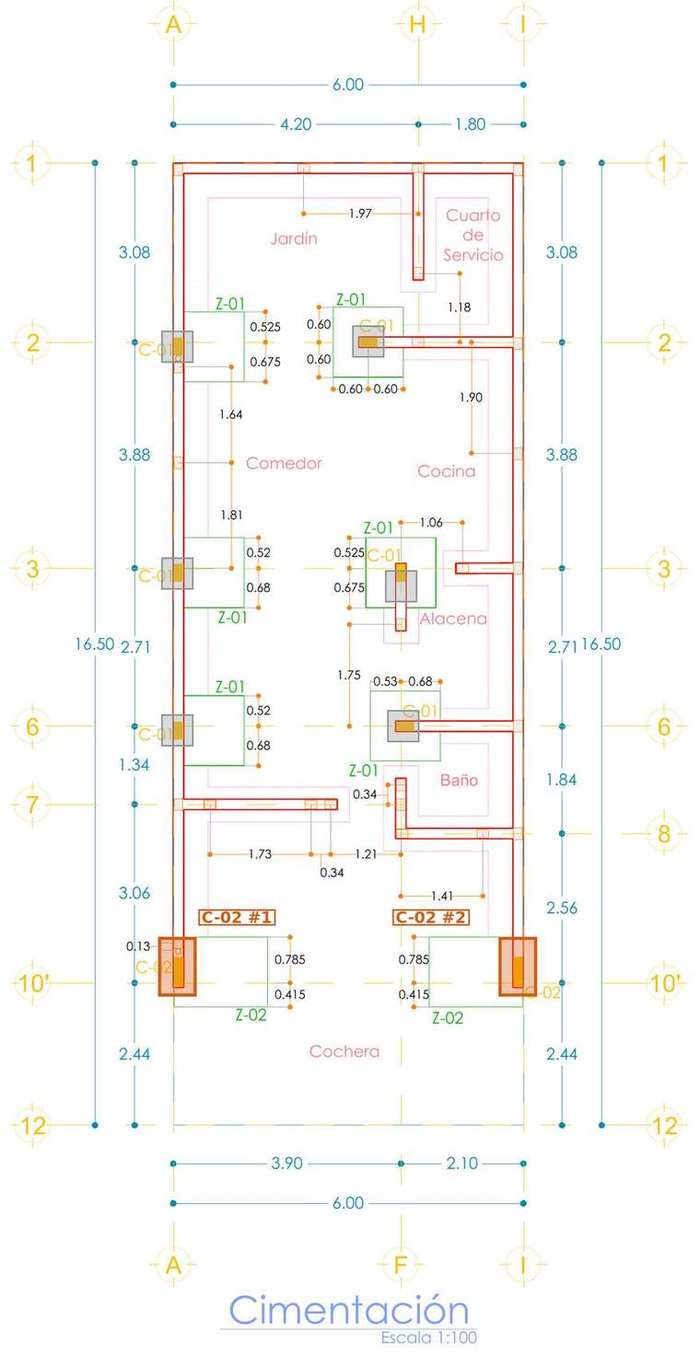 A H I
6.00
4.20 1.80
1 1
3.08 1.97 Cuarto
de
Servicio 3.08
Jardín
1.18
Z-01 Z-01
0.525 0.60 C-01
2 C-01 2
0.675 0.60
0.60 0.60
1.90
1.64
3.88 Comedor Cocina 3.88
1.81 1.06
Z-01
0.52 0.525 C-01
3 C-01 3
0.68 0.675
Z-01 Alacena
16.50 2.71 2.71 16.50
1.75
Z-01 0.53 0.68
0.52 C-01
6 C-01 6
0.68
1.34 Z-01 Baño 1.84
0.34
7
8
1.73 1.21
0.34
3.06 1.41 2.56
C-02 #1 C-02 #2
0.13 0.785 0.785
C-02
10' 0.415 0.415 C-02 10'
Z-02 Z-02
2.44 Cochera 2.44
12 12
3.90 2.10
6.00
A F I
Cimentación
Escala 1:100